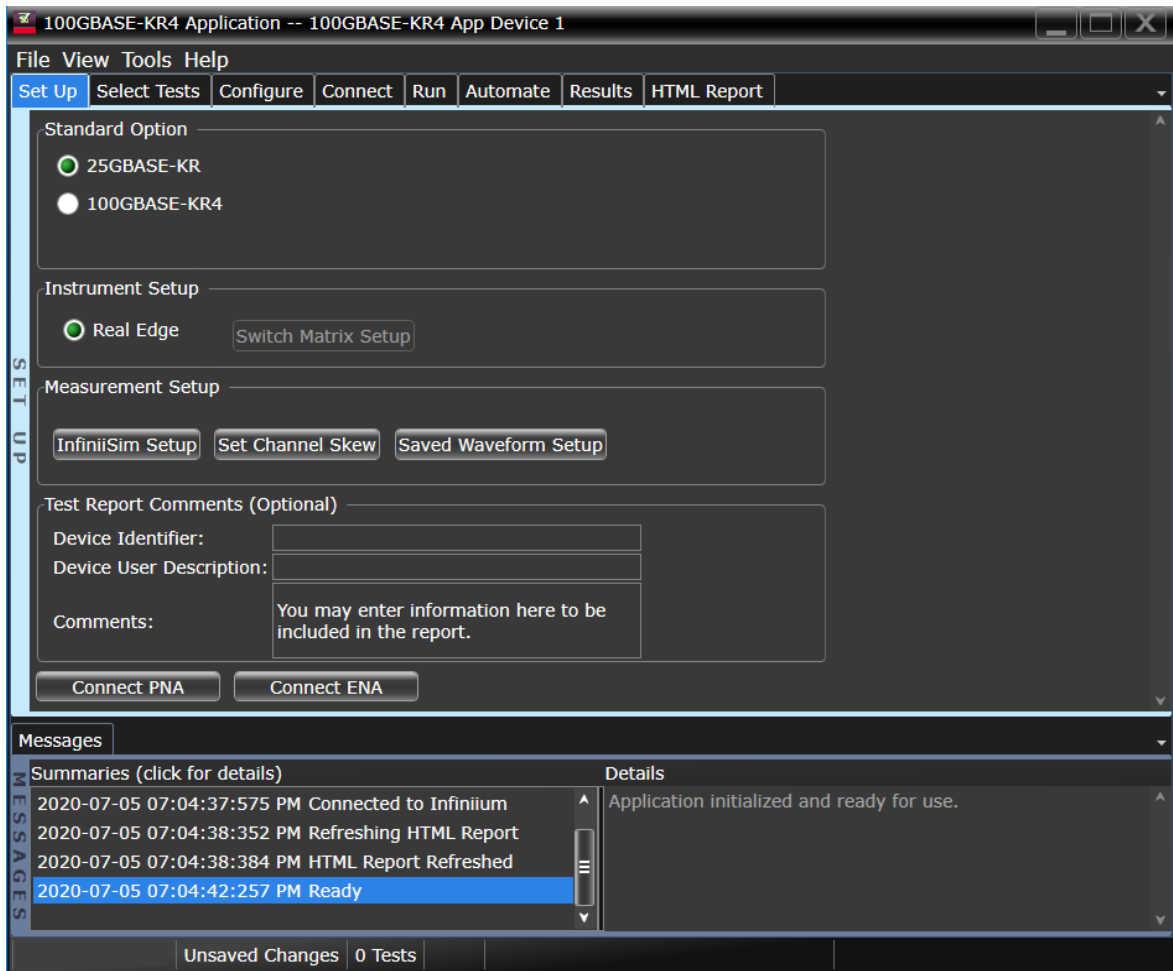 100GBASE-KR4 Application -- 100GBASE-KR4 App Device 1
File View Tools Help
Set Up Select Tests Configure Connect Run Automate Results HTML Report
SET UP
Standard Option
25GBASE-KR
100GBASE-KR4
Instrument Setup
Real Edge Switch Matrix Setup
Measurement Setup
InfiniiSim Setup Set Channel Skew Saved Waveform Setup
Test Report Comments (Optional)
Device Identifier:
Device User Description:
Comments:
You may enter information here to be
included in the report.
Connect PNA Connect ENA
Messages
MESSAGES
Summaries (click for details)
2020-07-05 07:04:37:575 PM Connected to Infiniium
2020-07-05 07:04:38:352 PM Refreshing HTML Report
2020-07-05 07:04:38:384 PM HTML Report Refreshed
2020-07-05 07:04:42:257 PM Ready
Details
Application initialized and ready for use.
Unsaved Changes 0 Tests